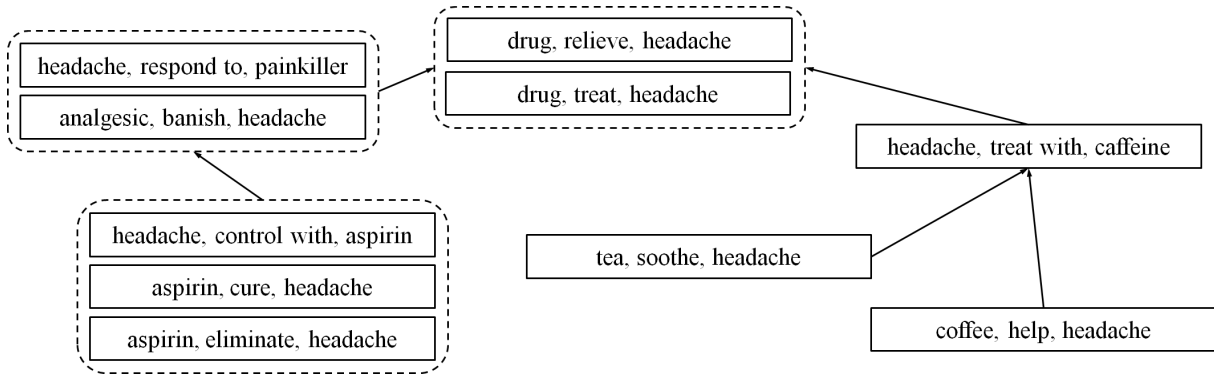 drug, relieve, headache
drug, treat, headache
headache, respond to, painkiller
analgesic, banish, headache
headache, treat with, caffeine
headache, control with, aspirin
aspirin, cure, headache
aspirin, eliminate, headache
tea, soothe, headache
coffee, help, headache